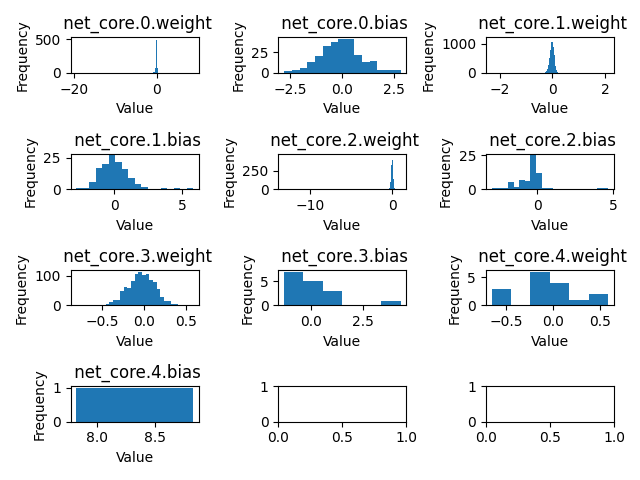 net_core.0.weight
Frequency
500
0
−20
0
Value
net_core.0.bias
Frequency
25
0
−2.5
0.0
2.5
Value
net_core.1.weight
Frequency
1000
0
−2
0
2
Value
net_core.1.bias
Frequency
25
0
0
5
Value
net_core.2.weight
Frequency
250
0
−10
0
Value
net_core.2.bias
Frequency
25
0
0
5
Value
net_core.3.weight
Frequency
100
0
−0.5
0.0
0.5
Value
net_core.3.bias
Frequency
5
0
0.0
2.5
Value
net_core.4.weight
Frequency
5
0
−0.5
0.0
0.5
Value
net_core.4.bias
Frequency
1
0
8.0
8.5
Value
1
0
0.0
0.5
1.0
1
0
0.0
0.5
1.0